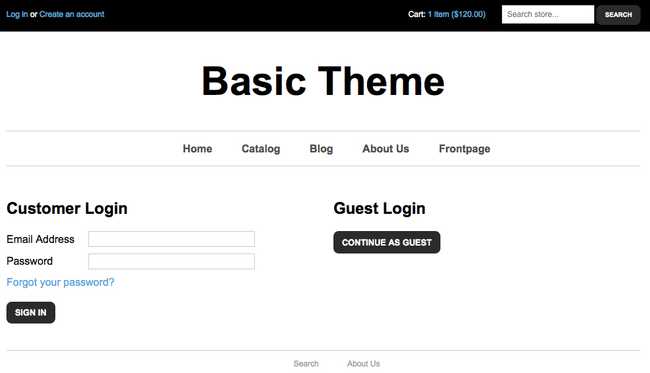 Log in or Create an account Cart: 1 item ($120.00) Search store... SEARCH
Basic Theme
Home Catalog Blog About Us Frontpage
Customer Login Guest Login
Email Address CONTINUE AS GUEST
Password
Forgot your password?
SIGN IN
Search About Us